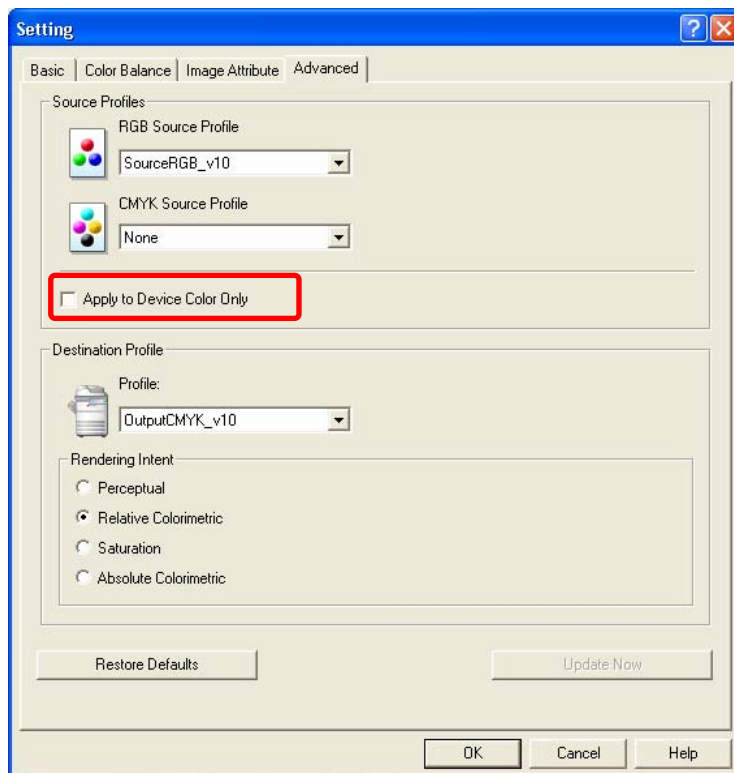 Setting
Basic Color Balance Image Attribute Advanced
Source Profiles
RGB Source Profile
SourceRGB_v10
CMYK Source Profile
None
Apply to Device Color Only
Destination Profile
Profile:
OutputCMYK_v10
Rendering Intent
Perceptual
Relative Colorimetric
Saturation
Absolute Colorimetric
Restore Defaults Update Now
OK Cancel Help